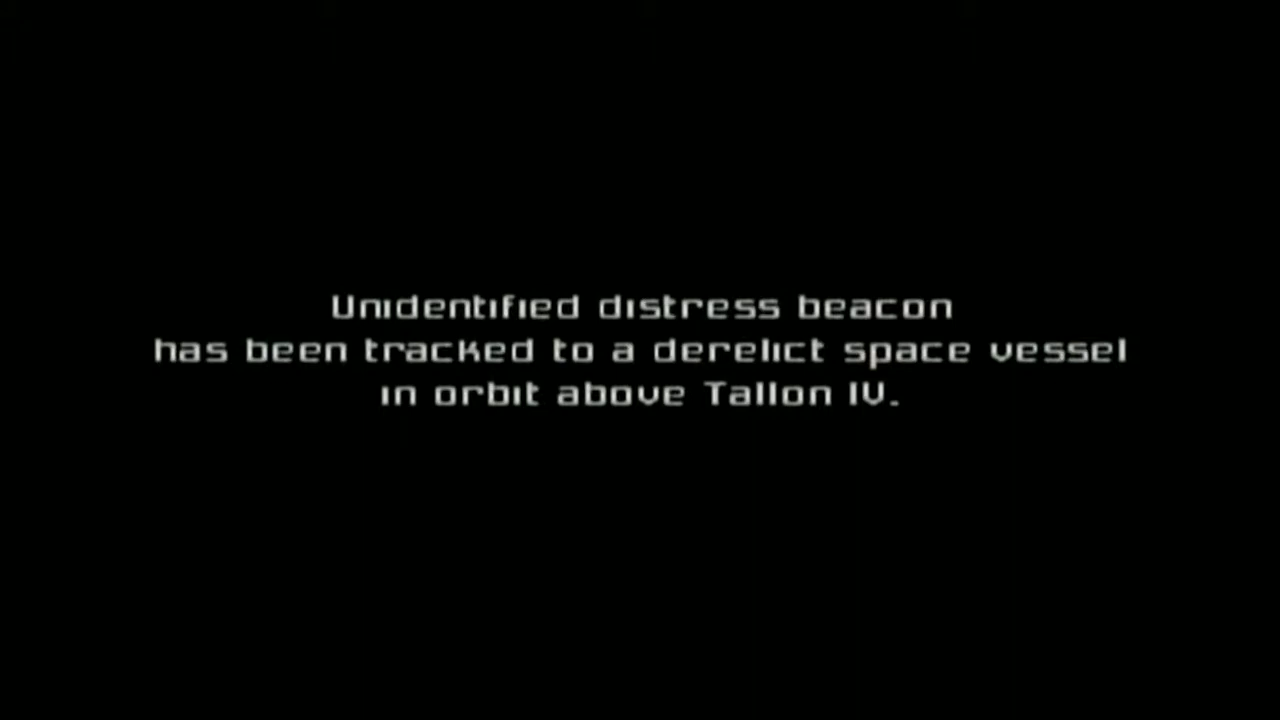 Unidentified distress beacon
has been tracked to a derelict space vessel
in orbit above Tallon IV.